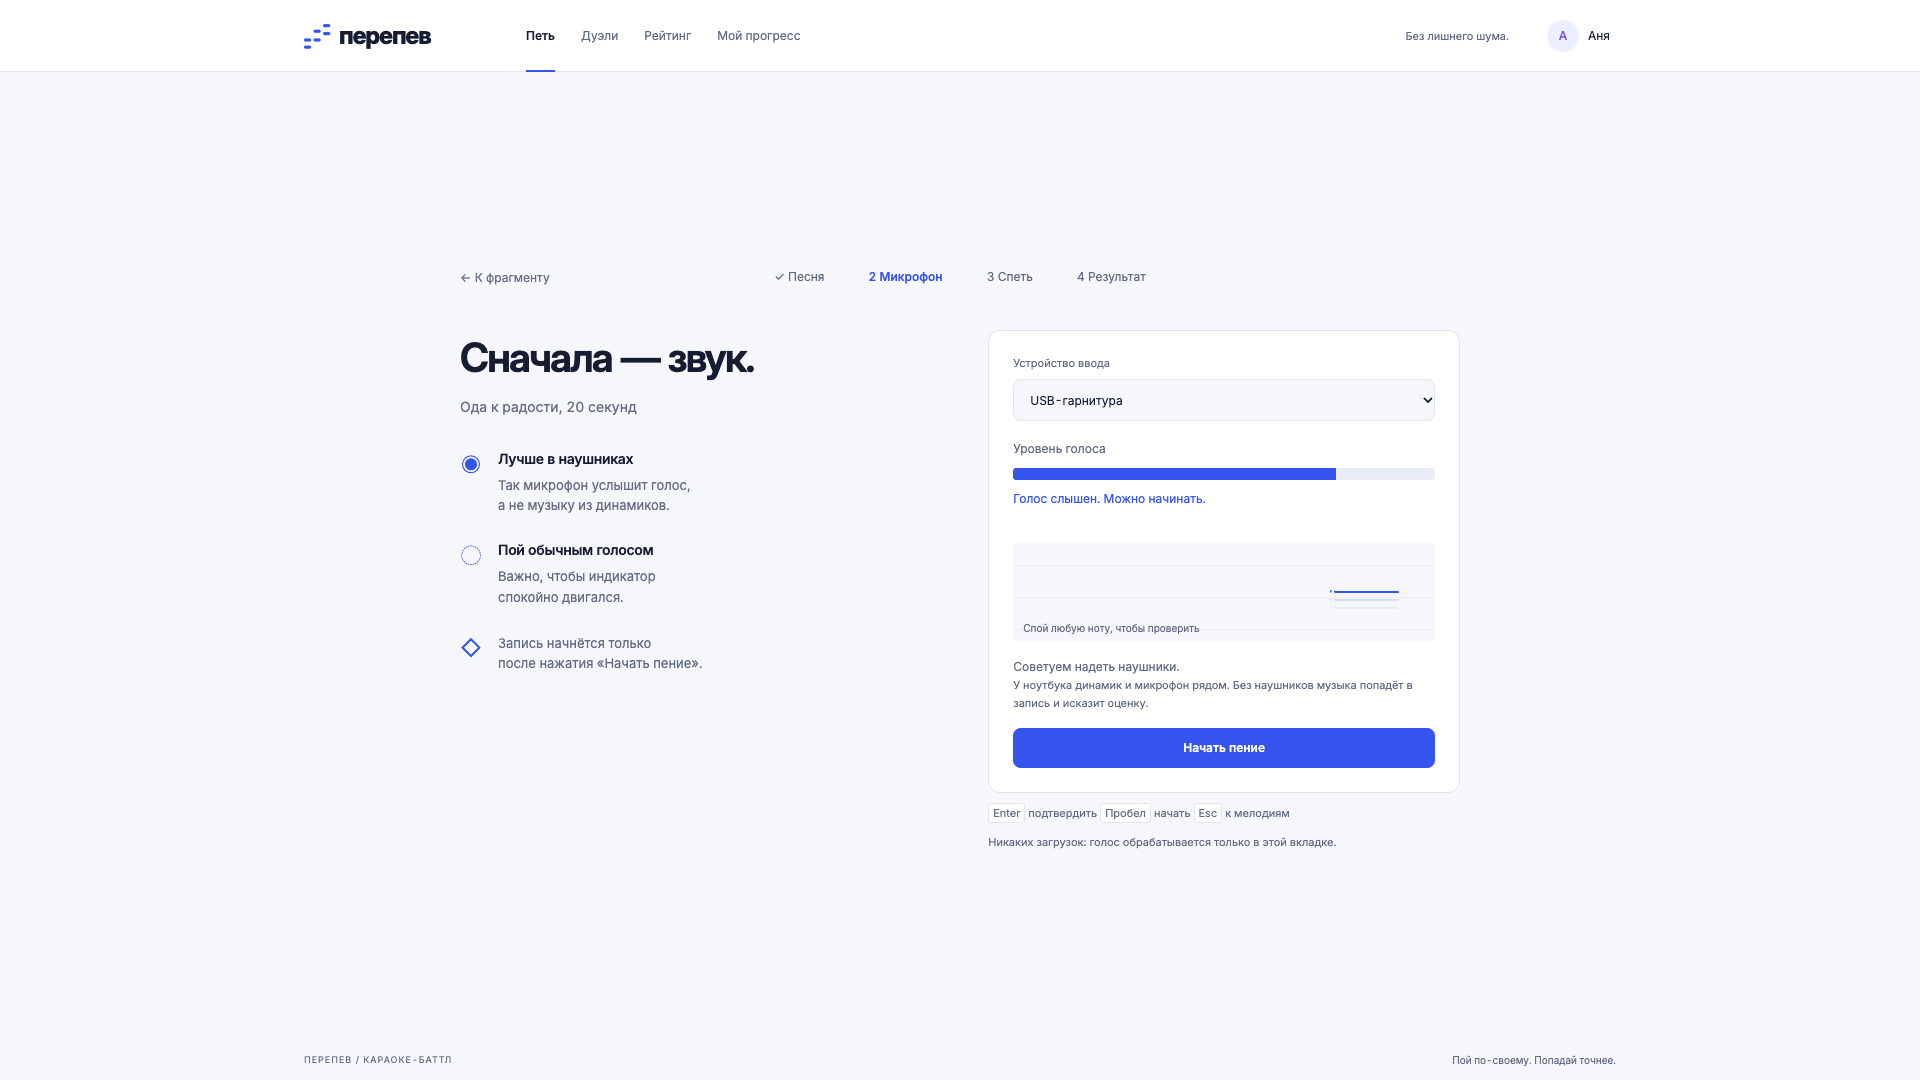 перепев
Петь
Дуэли
Рейтинг
Мой прогресс
Без лишнего шума.
А
Аня
← К фрагменту
✓ Песня
2 Микрофон
3 Спеть
4 Результат
Сначала — звук.
Ода к радости, 20 секунд
Лучше в наушниках
Так микрофон услышит голос,
а не музыку из динамиков.
Пой обычным голосом
Важно, чтобы индикатор
спокойно двигался.
Запись начнётся только
после нажатия «Начать пение».
Устройство ввода
USB-гарнитура
Уровень голоса
Голос слышен. Можно начинать.
Спой любую ноту, чтобы проверить
Советуем надеть наушники.
У ноутбука динамик и микрофон рядом. Без наушников музыка попадёт в
запись и исказит оценку.
Начать пение
Enter подтвердить Пробел начать Esc к мелодиям
Никаких загрузок: голос обрабатывается только в этой вкладке.
ПЕРЕПЕВ / КАРАОКЕ-БАТТЛ
Пой по-своему. Попадай точнее.